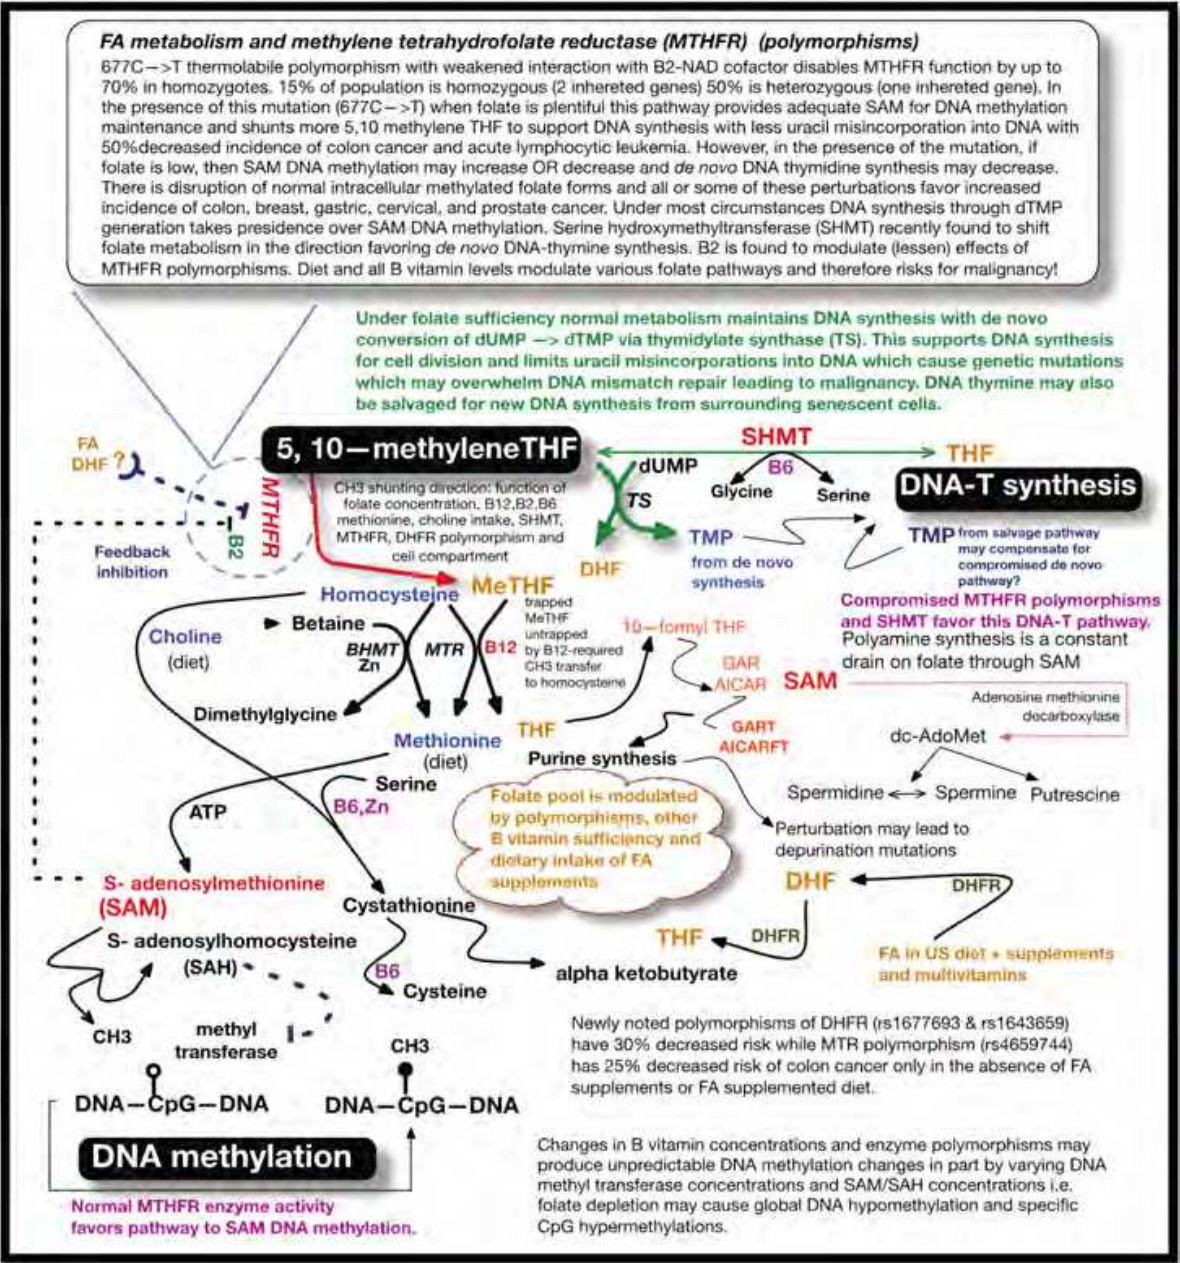 FA metabolism and methylene tetrahydrofolate reductase (MTHFR) (polymorphisms)
677C—>T thermolabile polymorphism with weakened interaction with B2-NAD cofactor disables MTHFR function by up to
70% in homozygotes. 15% of population is homozygous (2 inhereted genes) 50% is heterozygous (one inhereted gene). In
the presence of this mutation (677C—>T) when folate is plentiful this pathway provides adequate SAM for DNA methylation
maintenance and shunts more 5,10 methylene THF to support DNA synthesis with less uracil misincorporation into DNA with
50%decreased incidence of colon cancer and acute lymphocytic leukemia. However, in the presence of the mutation, if
folate is low, then SAM DNA methylation may increase OR decrease and de novo DNA thymidine synthesis may decrease.
There is disruption of normal intracellular methylated folate forms and all or some of these perturbations favor increased
incidence of colon, breast, gastric, cervical, and prostate cancer. Under most circumstances DNA synthesis through dTMP
generation takes presidence over SAM DNA methylation. Serine hydroxymethyltransferase (SHMT) recently found to shift
folate metabolism in the direction favoring de novo DNA-thymine synthesis. B2 is found to modulate (lessen) effects of
MTHFR polymorphisms. Diet and all B vitamin levels modulate various folate pathways and therefore risks for malignancy!
Under folate sufficiency normal metabolism maintains DNA synthesis with de novo
conversion of dUMP —> dTMP via thymidylate synthase (TS). This supports DNA synthesis
for cell division and limits uracil misincorporations into DNA which cause genetic mutations
which may overwhelm DNA mismatch repair leading to malignancy. DNA thymine may also
be salvaged for new DNA synthesis from surrounding senescent cells.
FA
DHF ?
5, 10—methyleneTHF
SHMT
B6
THF
dUMP
TS
Glycine
Serine
DNA-T synthesis
MTHFR
B2
CH3 shunting direction: function of
folate concentration, B12,B2,B6
methionine, choline intake, SHMT,
MTHFR, DHFR polymorphism and
cell compartment
Feedback
inhibition
DHF
TMP
from de novo
synthesis
TMP from salvage pathway
may compensate for
compromised de novo
pathway?
Homocysteine
MeTHF
Compromised MTHFR polymorphisms
and SHMT favor this DNA-T pathway.
Polyamine synthesis is a constant
drain on folate through SAM
Choline
(diet)
Betaine
BHMT
Zn
MTR
B12
trapped
MeTHF
untrapped
by B12-required
CH3 transfer
to homocysteine
10—formyl THF
GAR
AICAR
SAM
Adenosine methionine
decarboxylase
Dimethylglycine
Methionine
(diet)
THF
GART
AICARFT
dc-AdoMet
Purine synthesis
Serine
B6,Zn
ATP
Spermidine
Spermine
Putrescine
Folate pool is modulated
by polymorphisms, other
B vitamin sufficiency and
dietary intake of FA
supplements
Perturbation may lead to
depurination mutations
S- adenosylmethionine
(SAM)
Cystathionine
DHF
DHFR
S- adenosylhomocysteine
(SAH)
THF
DHFR
FA in US diet + supplements
and multivitamins
B6
Cysteine
alpha ketobutyrate
CH3
methyl
transferase
CH3
Newly noted polymorphisms of DHFR (rs1677693 & rs1643659)
have 30% decreased risk while MTR polymorphism (rs4659744)
has 25% decreased risk of colon cancer only in the absence of FA
supplements or FA supplemented diet.
DNA—CpG—DNA
DNA—CpG—DNA
DNA methylation
Changes in B vitamin concentrations and enzyme polymorphisms may
produce unpredictable DNA methylation changes in part by varying DNA
methyl transferase concentrations and SAM/SAH concentrations i.e.
folate depletion may cause global DNA hypomethylation and specific
CpG hypermethylations.
Normal MTHFR enzyme activity
favors pathway to SAM DNA methylation.